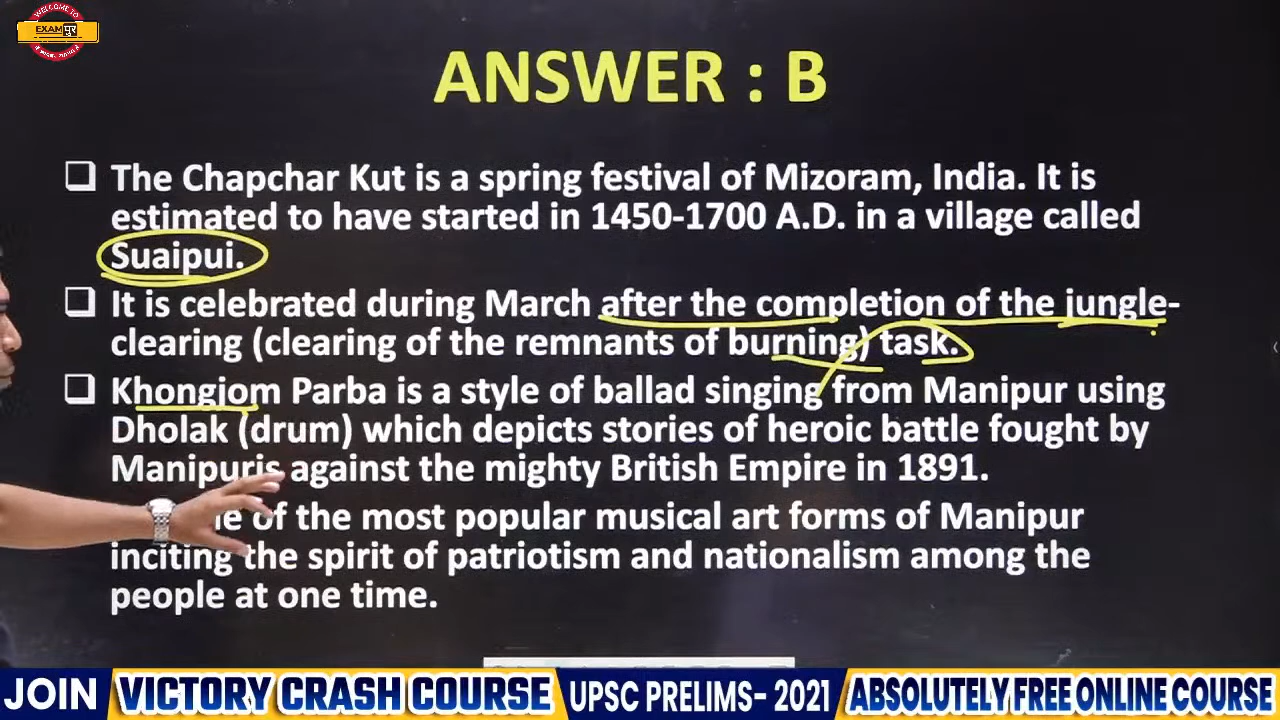 WELCOME TO
EXAMपुर
ANSWER : B
❑ The Chapchar Kut is a spring festival of Mizoram, India. It is
estimated to have started in 1450-1700 A.D. in a village called
Suaipui.
❑ It is celebrated during March after the completion of the jungle-
clearing (clearing of the remnants of burning) task.
❑ Khongjom Parba is a style of ballad singing from Manipur using
Dholak (drum) which depicts stories of heroic battle fought by
Manipuris against the mighty British Empire in 1891.
of the most popular musical art forms of Manipur
inciting the spirit of patriotism and nationalism among the
people at one time.
JOIN VICTORY CRASH COURSE UPSC PRELIMS- 2021 ABSOLUTELY FREE ONLINE COURSE